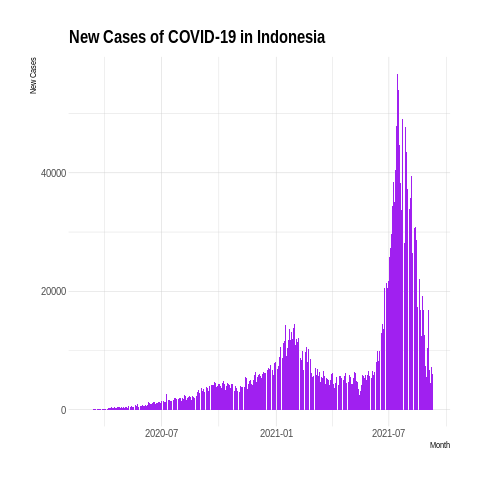 New Cases of COVID-19 in Indonesia
New Cases
40000
20000
0
2020-07 2021-01 2021-07
Month